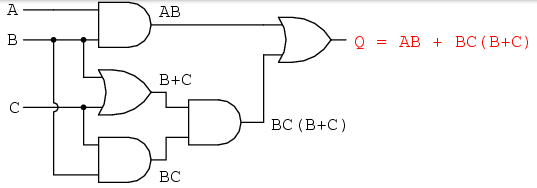 A
AB
B
Q = AB + BC(B+C)
B+C
C
BC(B+C)
BC